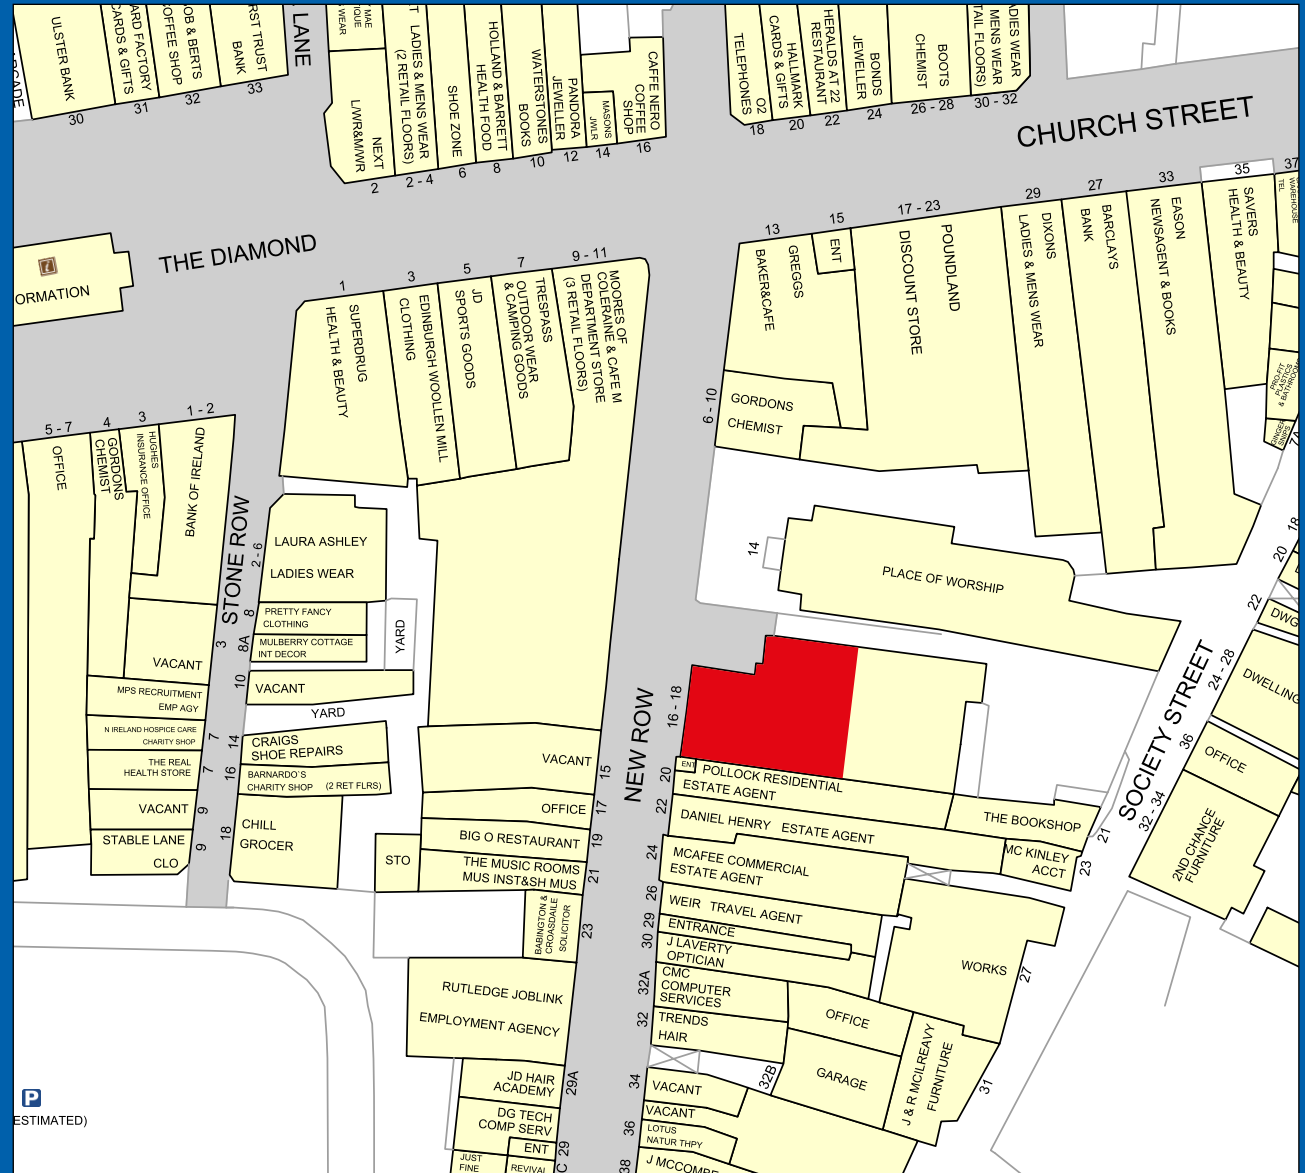 ULSTER BANK
30
CARDS & GIFTS
31
COFFEE SHOP
32
BANK
33
LANE
NEXT
L/WR&M/WR
2
LADIES & MENS WEAR
(2 RETAIL FLOORS)
2 - 4
SHOE ZONE
6
HOLLAND & BARRETT
HEALTH FOOD
8
WATERSTONES
BOOKS
10
PANDORA
JEWELLER
12
MASONS
JWLR
14
CAFE NERO
COFFEE
SHOP
16
O2
TELEPHONES
18
HALLMARK
CARDS & GIFTS
20
HERALDS AT 22
RESTAURANT
22
BONDS
JEWELLER
24
BOOTS
CHEMIST
26 - 28
MENS WEAR
30 - 32
CHURCH STREET
THE DIAMOND
ORMATION
1
SUPERDRUG
HEALTH & BEAUTY
3
EDINBURGH WOOLLEN MILL
CLOTHING
5
JD
SPORTS GOODS
7
TRESPASS
OUTDOOR WEAR
& CAMPING GOODS
9 - 11
MOORES OF
COLERAINE & CAFE M
DEPARTMENT STORE
(3 RETAIL FLOORS)
13
GREGGS
BAKER&CAFE
15
ENT
17 - 23
POUNDLAND
DISCOUNT STORE
29
DIXONS
LADIES & MENS WEAR
27
BARCLAYS
BANK
33
EASON
NEWSAGENT & BOOKS
35
SAVERS
HEALTH & BEAUTY
37
TEL
WAREHOUSE
PRO-FIT
PLASTICS
& BATHROOM
GINGER
SNIPS
7A
6 - 10
GORDONS
CHEMIST
14
PLACE OF WORSHIP
5 - 7
OFFICE
4
GORDONS
CHEMIST
3
HUGHES
INSURANCE OFFICE
1 - 2
BANK OF IRELAND
STONE ROW
2 - 6
LAURA ASHLEY
LADIES WEAR
8
PRETTY FANCY
CLOTHING
8A
MULBERRY COTTAGE
INT DECOR
YARD
10
VACANT
YARD
3
VACANT
MPS RECRUITMENT
EMP AGY
7
N IRELAND HOSPICE CARE
CHARITY SHOP
7
THE REAL
HEALTH STORE
9
VACANT
9
STABLE LANE
CLO
14
CRAIGS
SHOE REPAIRS
16
BARNARDO`S
CHARITY SHOP (2 RET FLRS)
18
CHILL
GROCER
STO
VACANT
15
OFFICE
17
BIG O RESTAURANT
19
THE MUSIC ROOMS
MUS INST&SH MUS
21
BABINGTON &
CROASDAILE
SOLICITOR
23
RUTLEDGE JOBLINK
EMPLOYMENT AGENCY
JD HAIR
ACADEMY
29A
DG TECH
COMP SERV
ENT
29
C
JUST
FINE
REVIVAL
NEW ROW
16 - 18
20
ENT
POLLOCK RESIDENTIAL
ESTATE AGENT
22
DANIEL HENRY ESTATE AGENT
24
MCAFEE COMMERCIAL
ESTATE AGENT
26
WEIR TRAVEL AGENT
29
ENTRANCE
30
J LAVERTY
OPTICIAN
32A
CMC
COMPUTER
SERVICES
32
TRENDS
HAIR
32B
34
VACANT
VACANT
36
LOTUS
NATUR THPY
38
OFFICE
GARAGE
J & R MCILREAVY
FURNITURE
31
WORKS
27
THE BOOKSHOP
21
MC KINLEY
ACCT
23
SOCIETY STREET
18
20
22
DWG
24 - 28
DWELLING
36
OFFICE
32 - 34
2ND CHANCE
FURNITURE
P
ESTIMATED)